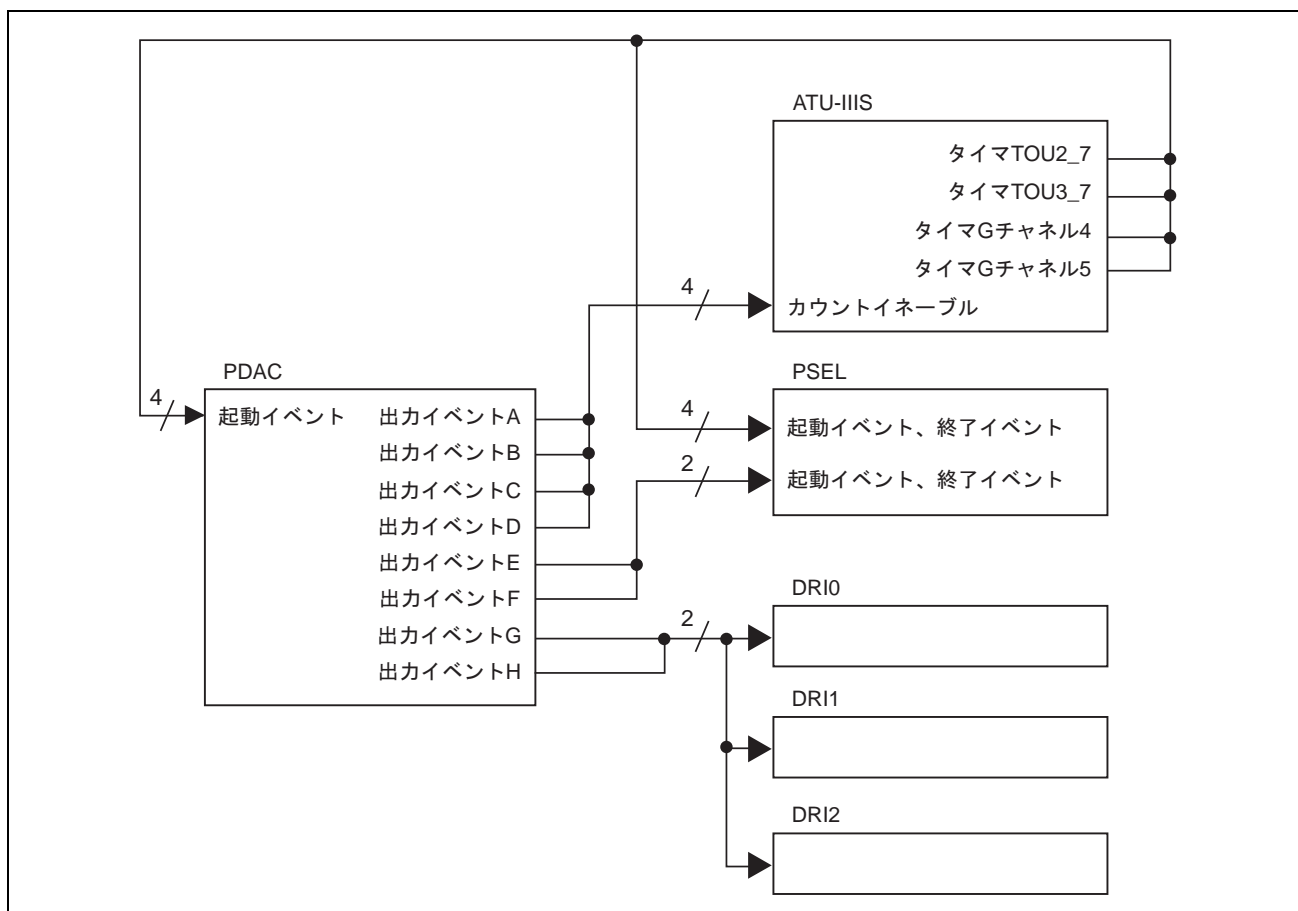 ATU-IIIS
タイマTOU2_7
タイマTOU3_7
タイマGチャネル4
タイマGチャネル5
4
カウントイネーブル
PDAC
PSEL
4
起動イベント
出力イベントA
4
起動イベント、終了イベント
出力イベントB
2
起動イベント、終了イベント
出力イベントC
出力イベントD
出力イベントE
出力イベントF
DRI0
2
出力イベントG
出力イベントH
DRI1
DRI2